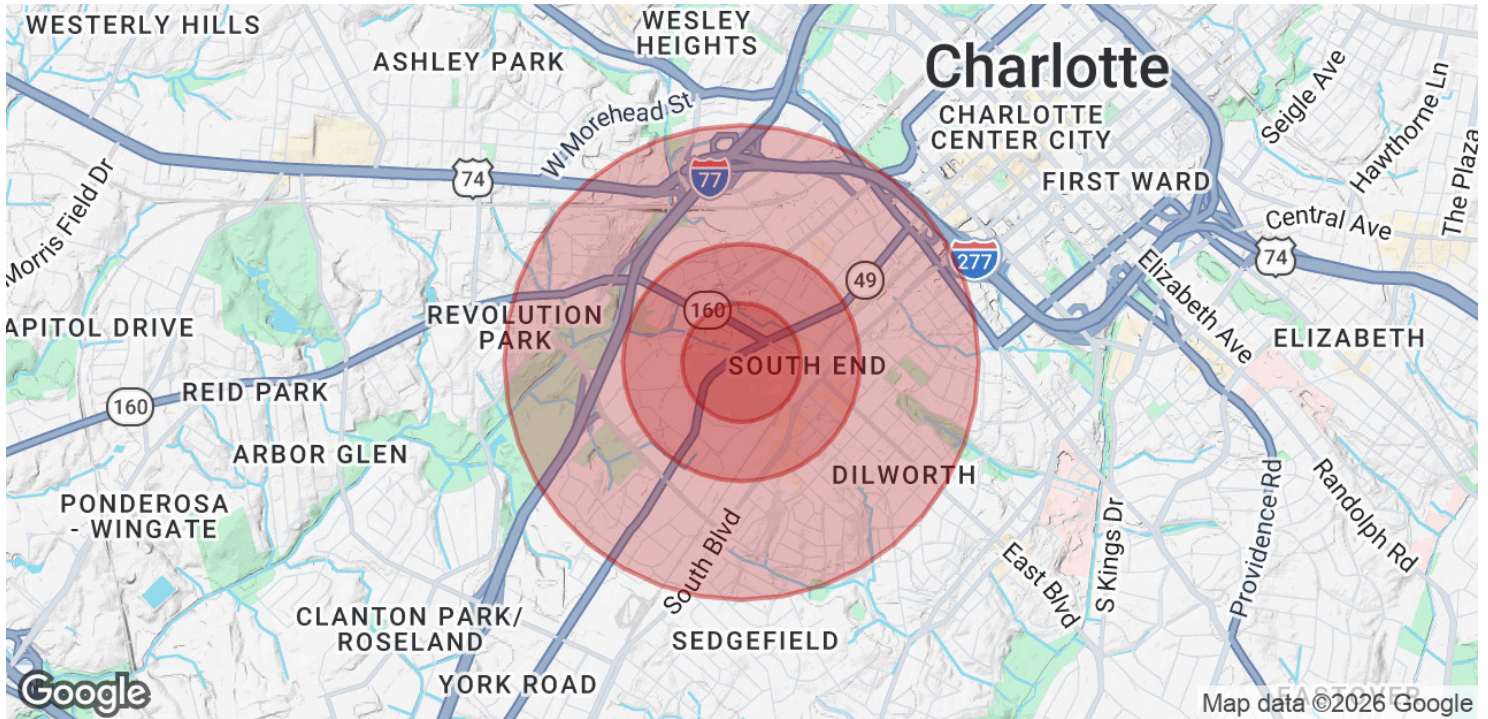 WESTERLY HILLS
WESLEY
HEIGHTS
ASHLEY PARK
Charlotte
CHARLOTTE
CENTER CITY
Seigle Ave
Hawthorne Ln
The Plaza
W Morehead St
74
77
FIRST WARD
Morris Field Dr
Central Ave
277
74
49
160
Elizabeth Ave
APITOL DRIVE
REVOLUTION
PARK
SOUTH END
ELIZABETH
160
REID PARK
ARBOR GLEN
DILWORTH
PONDEROSA
- WINGATE
South Blvd
East Blvd
S Kings Dr
Providence Rd
Randolph Rd
CLANTON PARK/
ROSELAND
SEDGEFIELD
YORK ROAD
EASTOVER
Google
Map data ©2026 Google